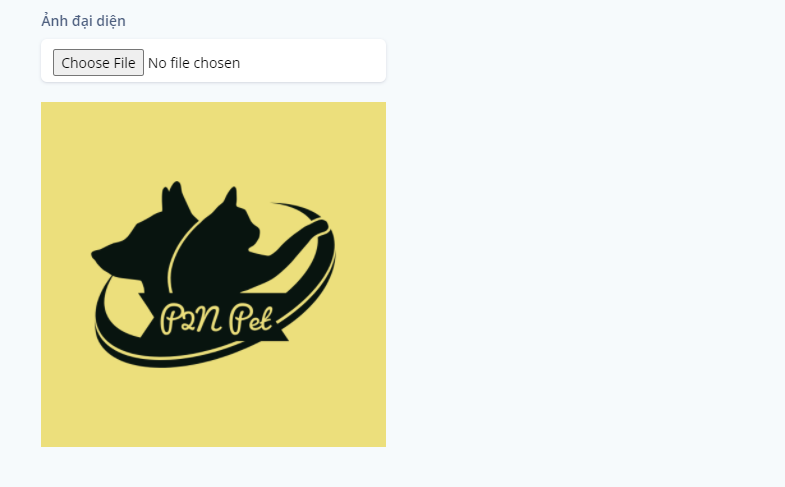 Ảnh đại diện
Choose File No file chosen
P2N Pet